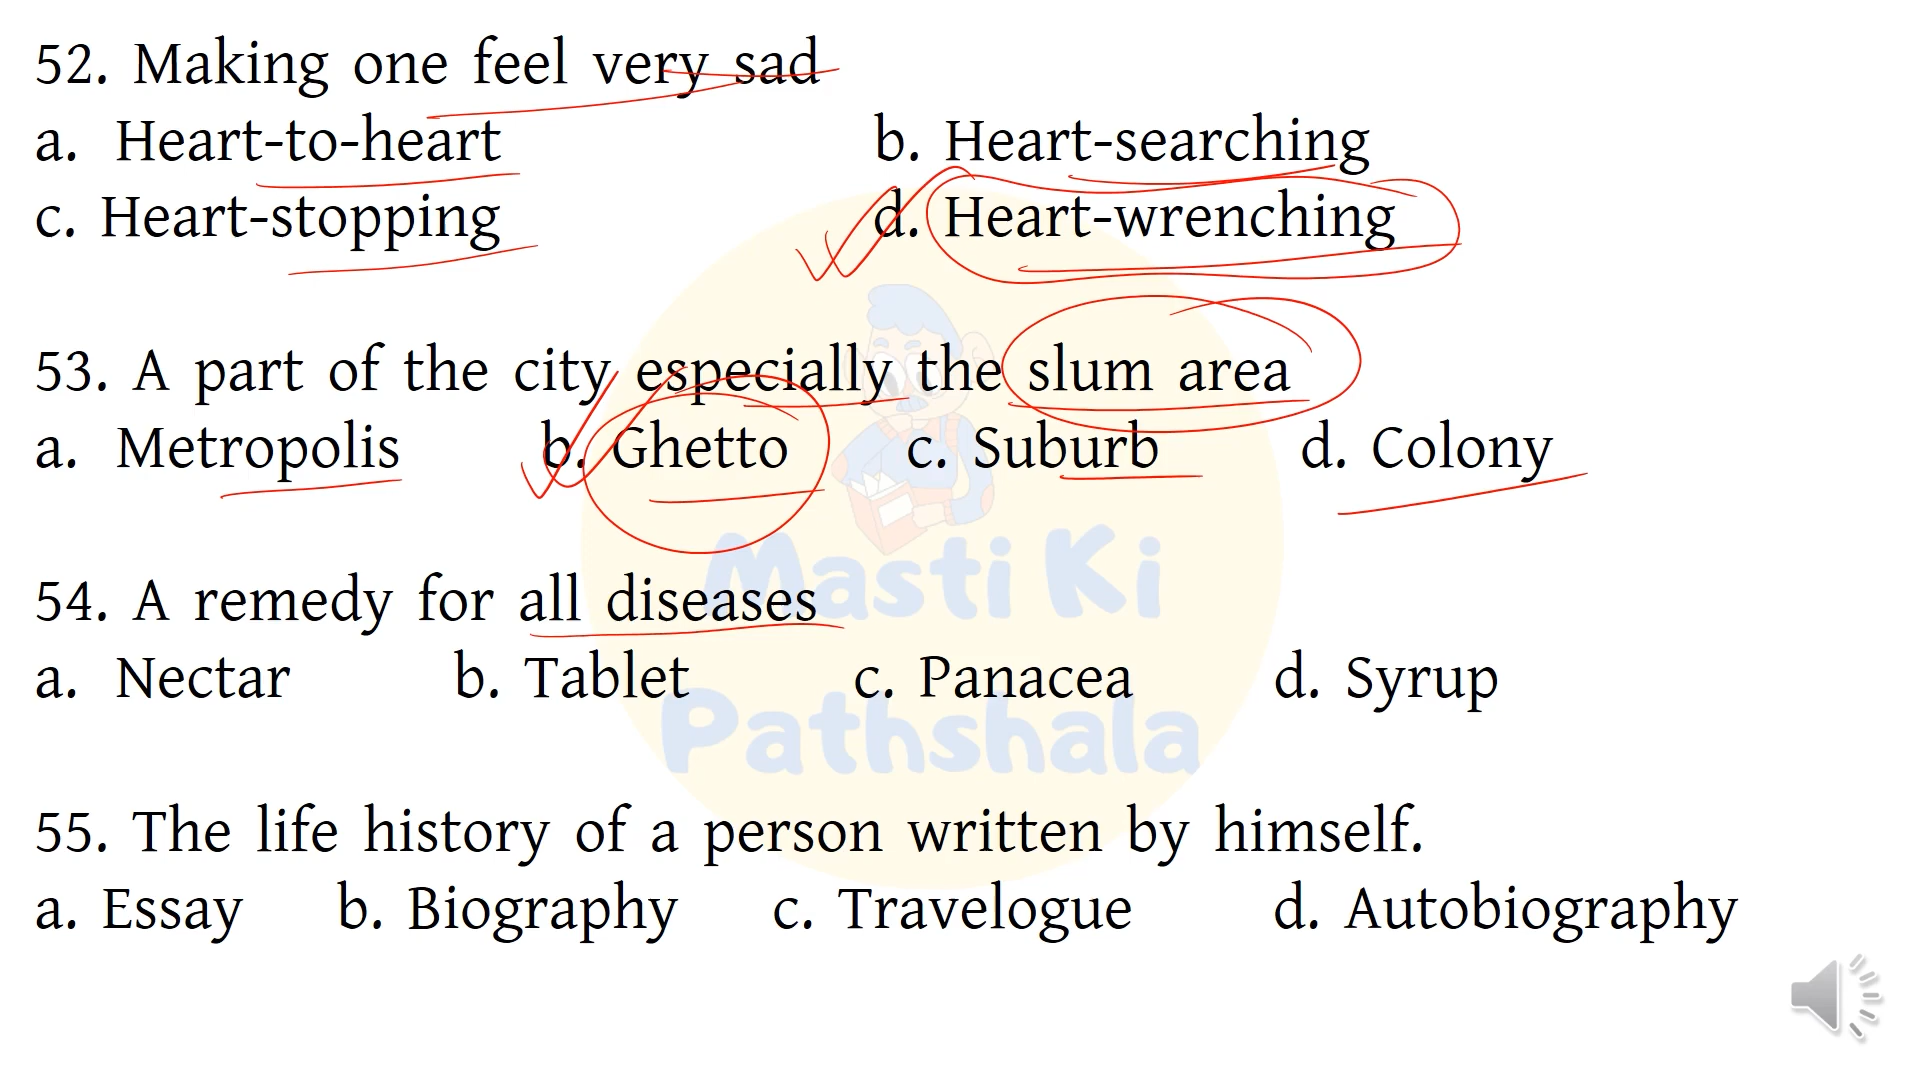 52. Making one feel very sad
a. Heart-to-heart b. Heart-searching
c. Heart-stopping d. Heart-wrenching
53. A part of the city especially the slum area
a. Metropolis b. Ghetto c. Suburb d. Colony
54. A remedy for all diseases
a. Nectar b. Tablet c. Panacea d. Syrup
55. The life history of a person written by himself.
a. Essay b. Biography c. Travelogue d. Autobiography
Masti Ki
Pathshala